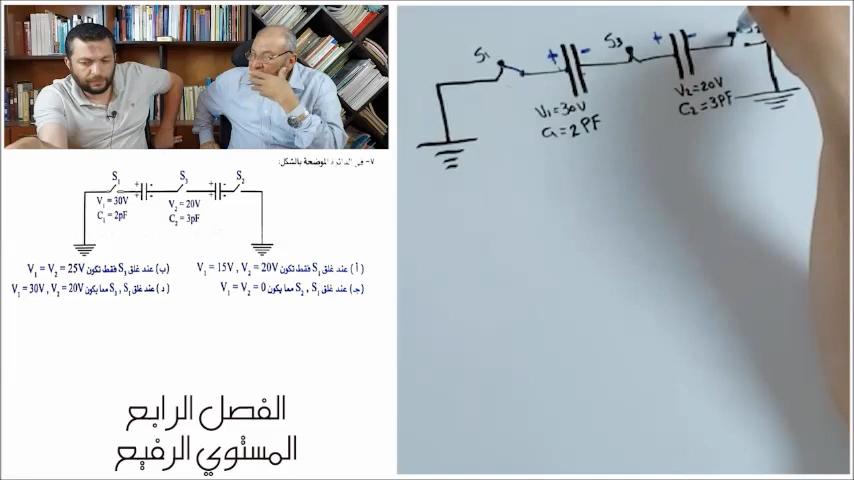 ٧- في الدائرة الموضحة بالشكل:
S₁ S₃ S₂
+ - + -
V₁ = 30V
C₁ = 2pF
V₂ = 20V
C₂ = 3pF
(أ) عند غلق S₁ فقط تكون V₁ = 15V , V₂ = 20V
(ب) عند غلق S₃ فقط تكون V₁ = V₂ = 25V
(جـ) عند غلق S₁ , S₂ معا يكون V₁ = V₂ = 0
(د) عند غلق S₁ , S₃ معا يكون V₁ = 30V, V₂ = 20V
الفصل الرابع
المستوي الرفيع
S₁ + - S₃ + -
V₁=30V
C₁=2PF
V₂=20V
C₂=3PF